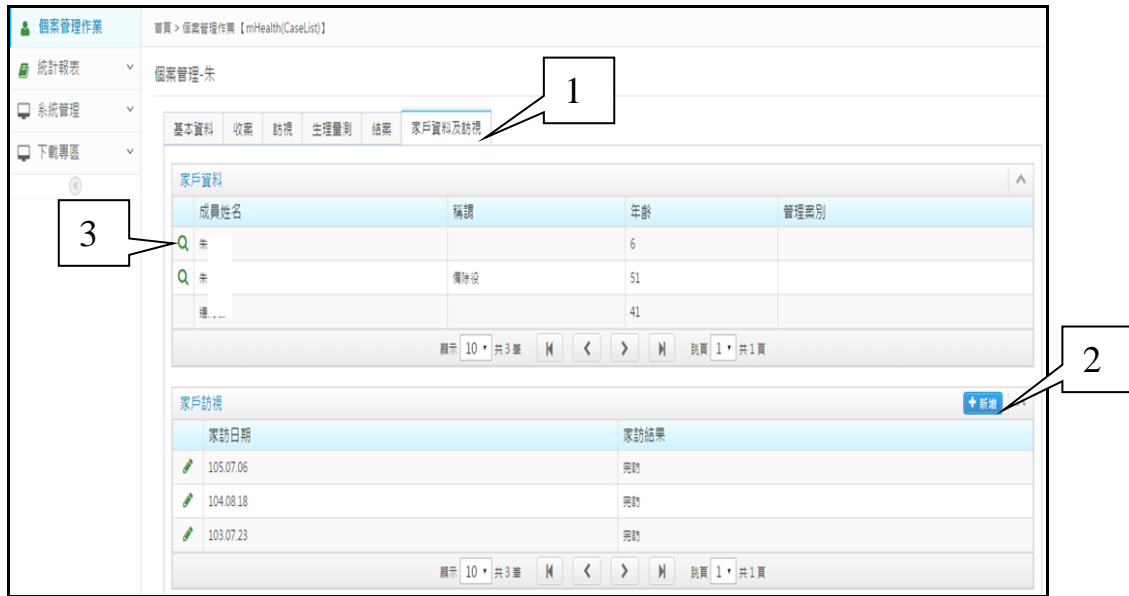 個案管理作業
統計報表
系統管理
下載專區
首頁 > 個案管理作業【mHealth(CaseList)】
個案管理-朱
1
基本資料 收案 訪視 生理量測 結案 家戶資料及訪視
家戶資料
成員姓名 稱謂 年齡 管理案別
3
朱 6
朱 備除役 51
連 41
顯示 10 共3筆 跳頁 1 共1頁
2
家戶訪視 新增
家訪日期 家訪結果
105.07.06 完訪
104.08.18 完訪
103.07.23 完訪
顯示 10 共3筆 跳頁 1 共1頁